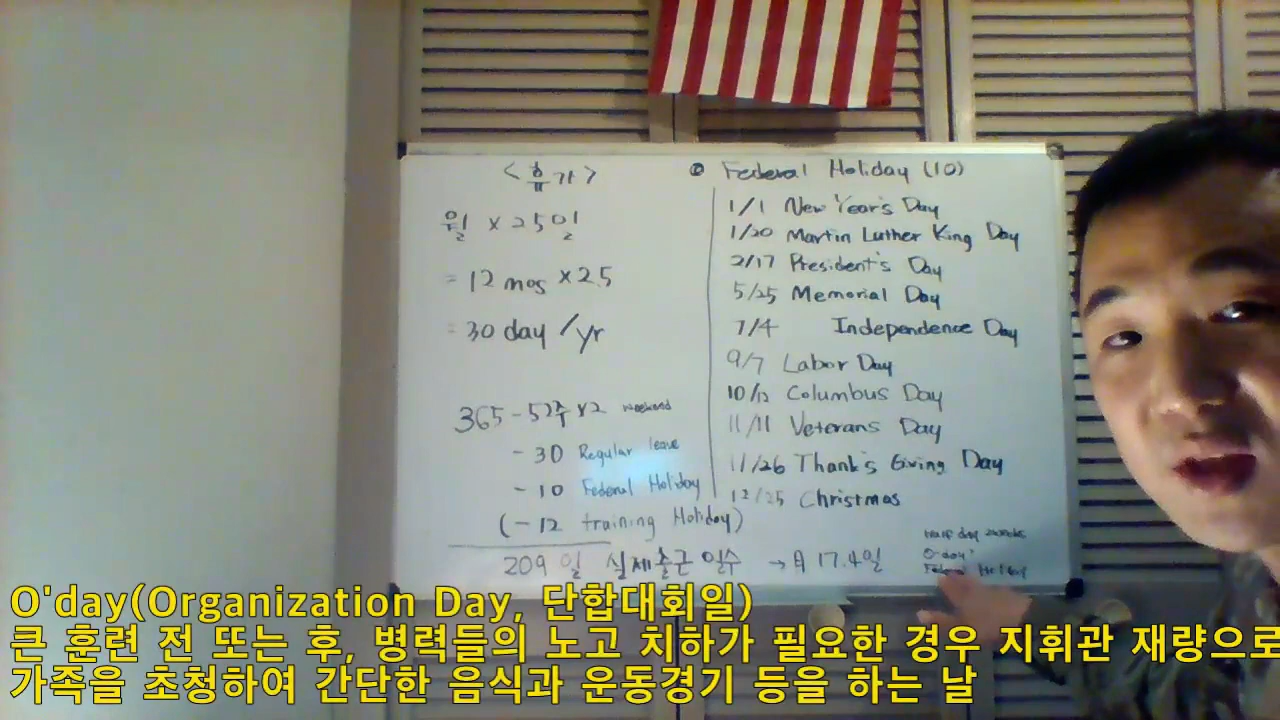 <휴가>
월 x 2.5일
= 12 mos x 2.5
= 30 day /yr
365 - 52주 x2 weekend
- 30 Regular leave
- 10 Federal Holiday
(- 12 training Holiday)
209 일 실제출근 일수 → 月 17.4일
Federal Holiday (10)
1/1 New Year's Day
1/20 Martin Luther King Day
2/17 President's Day
5/25 Memorial Day
7/4 Independence Day
9/7 Labor Day
10/12 Columbus Day
11/11 Veterans Day
11/26 Thank's Giving Day
12/25 Christmas
Half day
O-day
Holiday
O'day(Organization Day, 단합대회일)
큰 훈련 전 또는 후, 병력들의 노고 치하가 필요한 경우 지휘관 재량으로
가족을 초청하여 간단한 음식과 운동경기 등을 하는 날